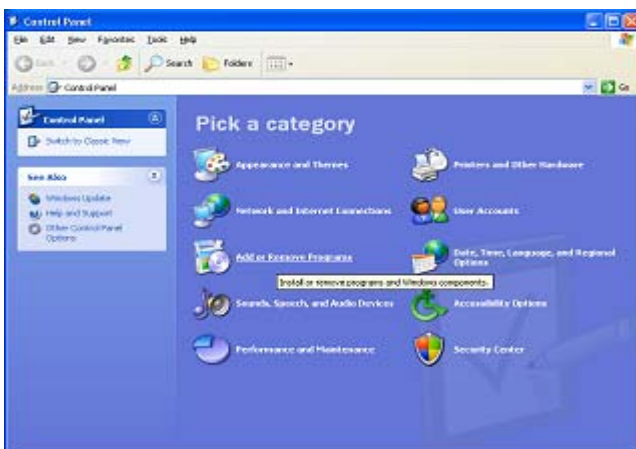 Control Panel
File Edit View Favorites Tools Help
Back Search Folders
Address Control Panel Go
Control Panel
Switch to Classic View
See Also
Windows Update
Help and Support
Other Control Panel
Options
Pick a category
Appearance and Themes
Printers and Other Hardware
Network and Internet Connections
User Accounts
Add or Remove Programs
Date, Time, Language, and Regional
Options
Install or remove programs and Windows components.
Sounds, Speech, and Audio Devices
Accessibility Options
Performance and Maintenance
Security Center